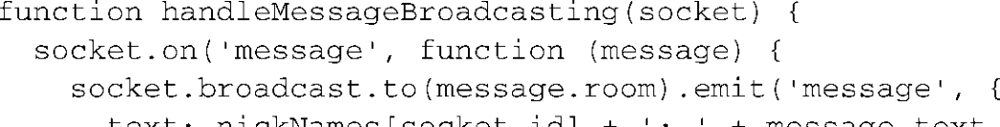 function handleMessageBroadcasting(socket) {
socket.on('message', function (message) {
socket.broadcast.to(message.room).emit('message', {
text: nickNames[socket.id] + ': ' + message.text